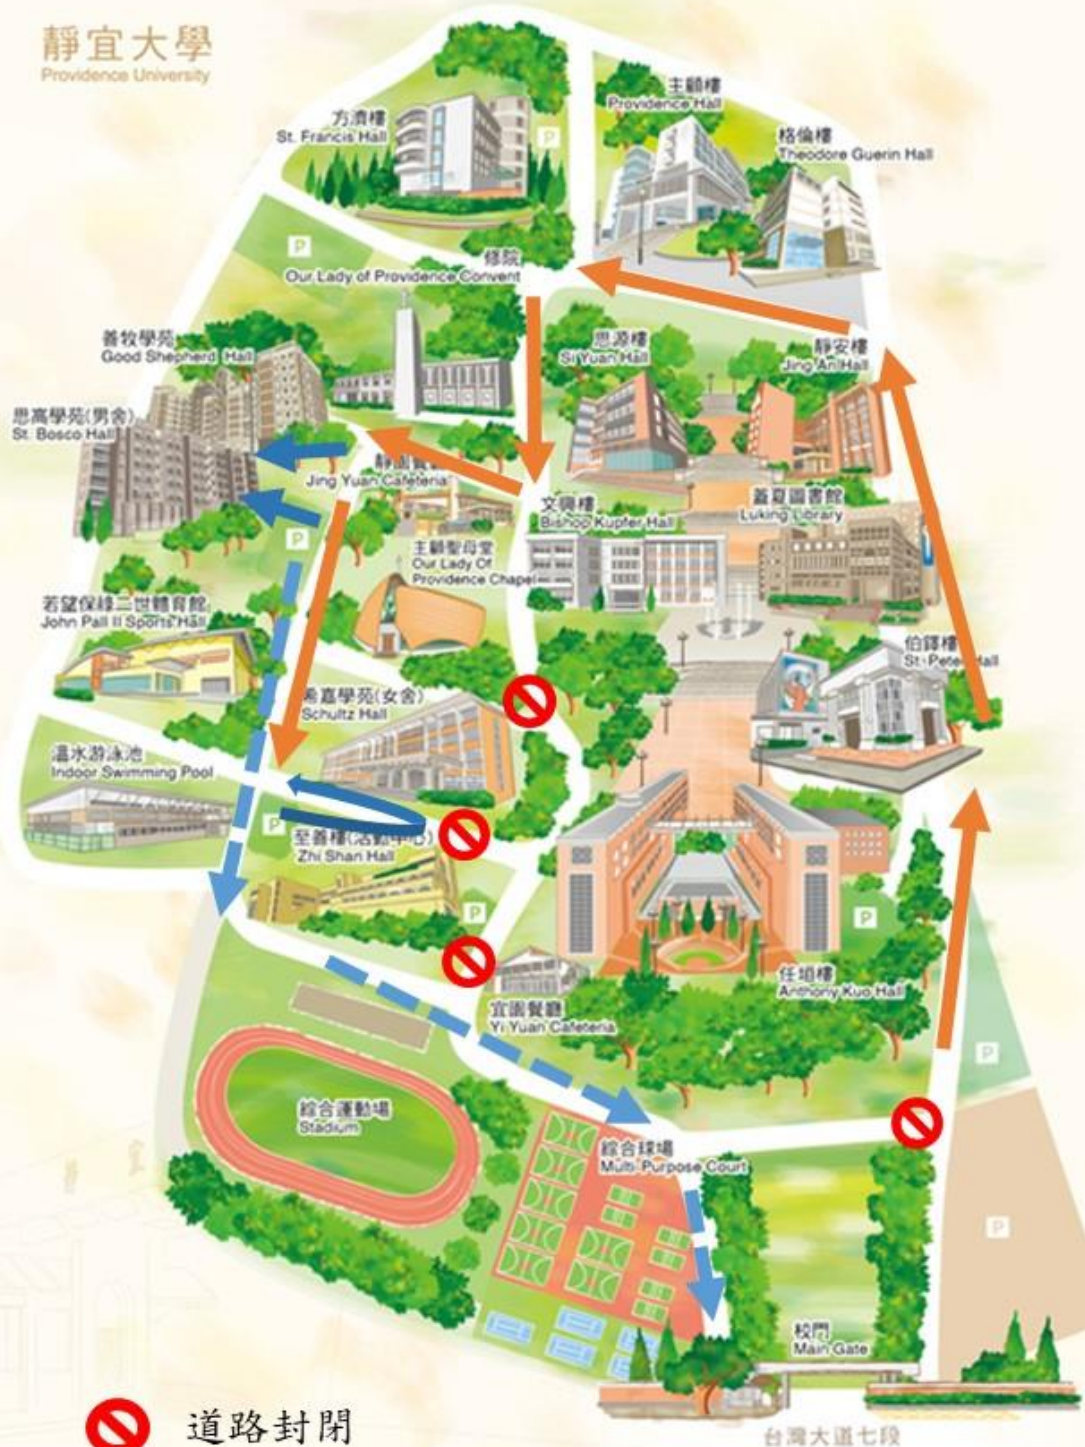 靜宜大學
Providence University
主顧樓
Providence Hall
方濟樓
St. Francis Hall
P
格倫樓
Theodore Guerin Hall
P
修院
Our Lady of Providence Convent
善牧學苑
Good Shepherd Hall
思源樓
Si Yuan Hall
靜安樓
Jing An Hall
思高學苑(男舍)
St. Bosco Hall
靜園
Jing Yuan Cafeteria
文興樓
Bishop Kupfer Hall
蓋夏圖書館
Luking Library
P
主顧聖母堂
Our Lady Of
Providence Chapel
若望保祿二世體育館
John Pall II Sports Hall
伯鐸樓
St. Peter Hall
希嘉學苑(女舍)
Schultz Hall
溫水游泳池
Indoor Swimming Pool
P
至善樓(活動中心)
Zhi Shan Hall
P
P
任垣樓
Anthony Kuo Hall
宜園餐廳
Yi Yuan Cafeteria
P
綜合運動場
Stadium
綜合球場
Multi-Purpose Court
P
校門
Main Gate
道路封閉
台灣大道七段